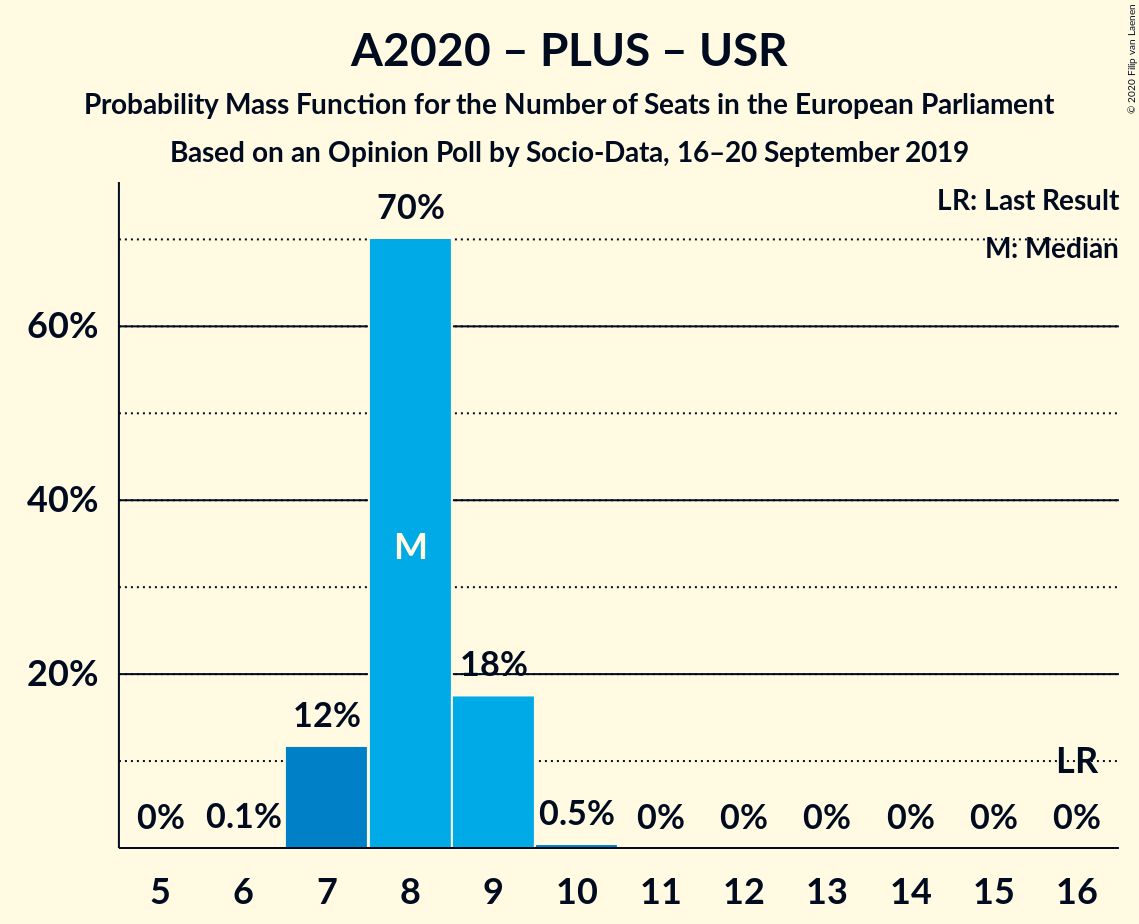 A2020 – PLUS – USR
Probability Mass Function for the Number of Seats in the European Parliament
Based on an Opinion Poll by Socio-Data, 16–20 September 2019
© 2020 Filip van Laenen
LR: Last Result
M: Median
70%
60%
40%
M
20%
18%
12%
LR
0% 0.1% 0.5% 0% 0% 0% 0% 0% 0%
5 6 7 8 9 10 11 12 13 14 15 16